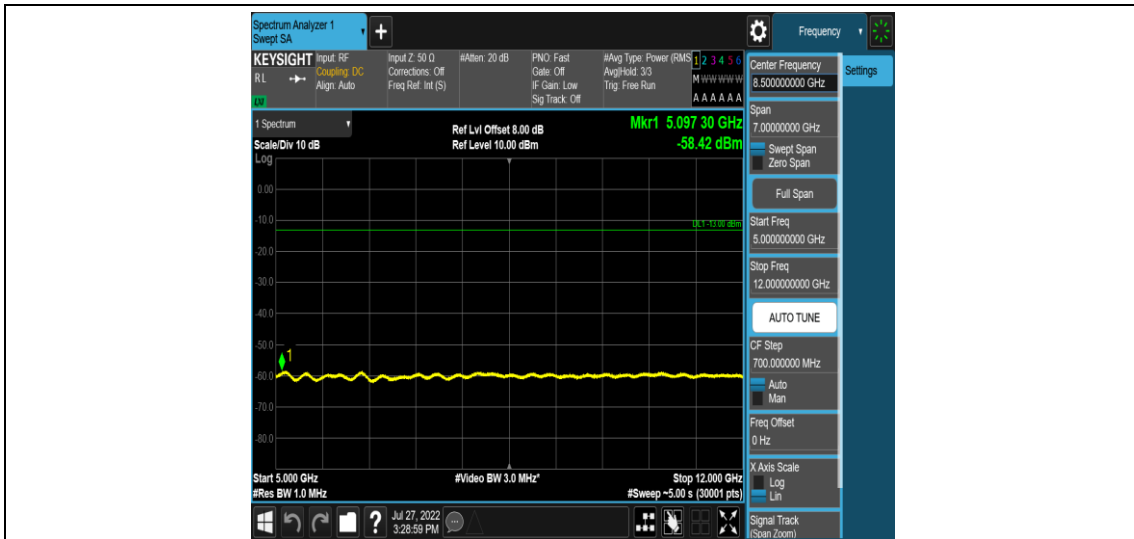 Spectrum Analyzer 1
Swept SA
+
Frequency
KEYSIGHT
RL
LM
Input: RF
Coupling: DC
Align: Auto
Input Z: 50 Ω
Corrections: Off
Freq Ref: Int (S)
#Atten: 20 dB
PNO: Fast
Gate: Off
IF Gain: Low
Sig Track: Off
#Avg Type: Power (RMS
Avg|Hold: 3/3
Trig: Free Run
1 2 3 4 5 6
M W W W W W
A A A A A A
1 Spectrum
Scale/Div 10 dB
Ref Lvl Offset 8.00 dB
Ref Level 10.00 dBm
Mkr1 5.097 30 GHz
-58.42 dBm
Log
0.00
-10.0
DL1 -13.00 dBm
-20.0
-30.0
-40.0
-50.0
1
-60.0
-70.0
-80.0
Start 5.000 GHz
#Res BW 1.0 MHz
#Video BW 3.0 MHz*
Stop 12.000 GHz
#Sweep ~5.00 s (30001 pts)
Center Frequency
8.500000000 GHz
Settings
Span
7.00000000 GHz
Swept Span
Zero Span
Full Span
Start Freq
5.000000000 GHz
Stop Freq
12.000000000 GHz
AUTO TUNE
CF Step
700.000000 MHz
Auto
Man
Freq Offset
0 Hz
X Axis Scale
Log
Lin
Signal Track
(Span Zoom)
?
Jul 27, 2022
3:28:59 PM